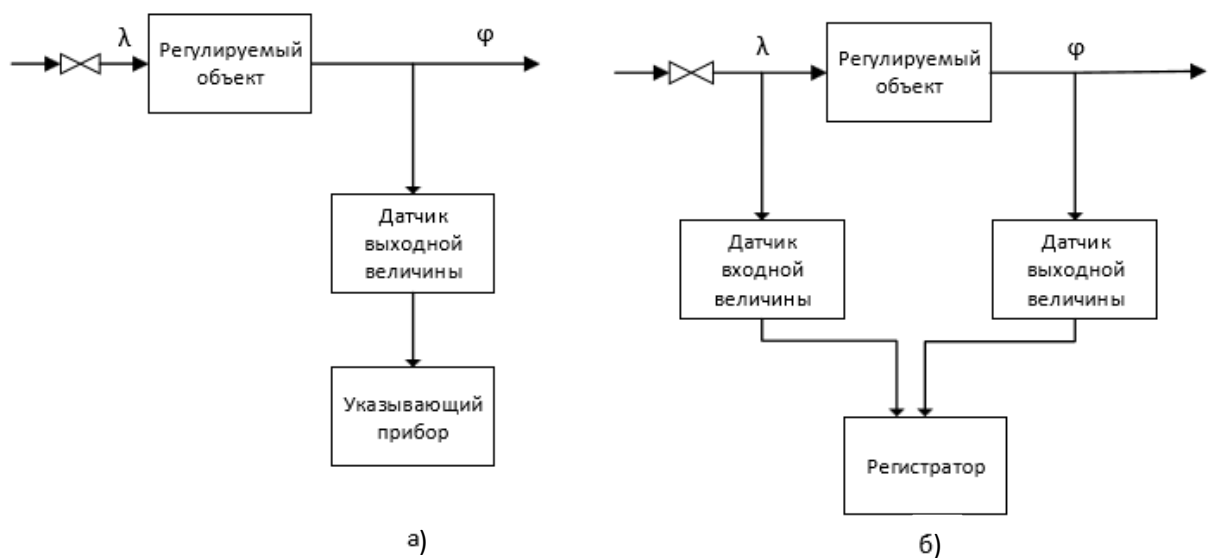 λ
Регулируемый
объект
φ
Датчик
выходной
величины
Указывающий
прибор
а)
λ
Регулируемый
объект
φ
Датчик
входной
величины
Датчик
выходной
величины
Регистратор
б)